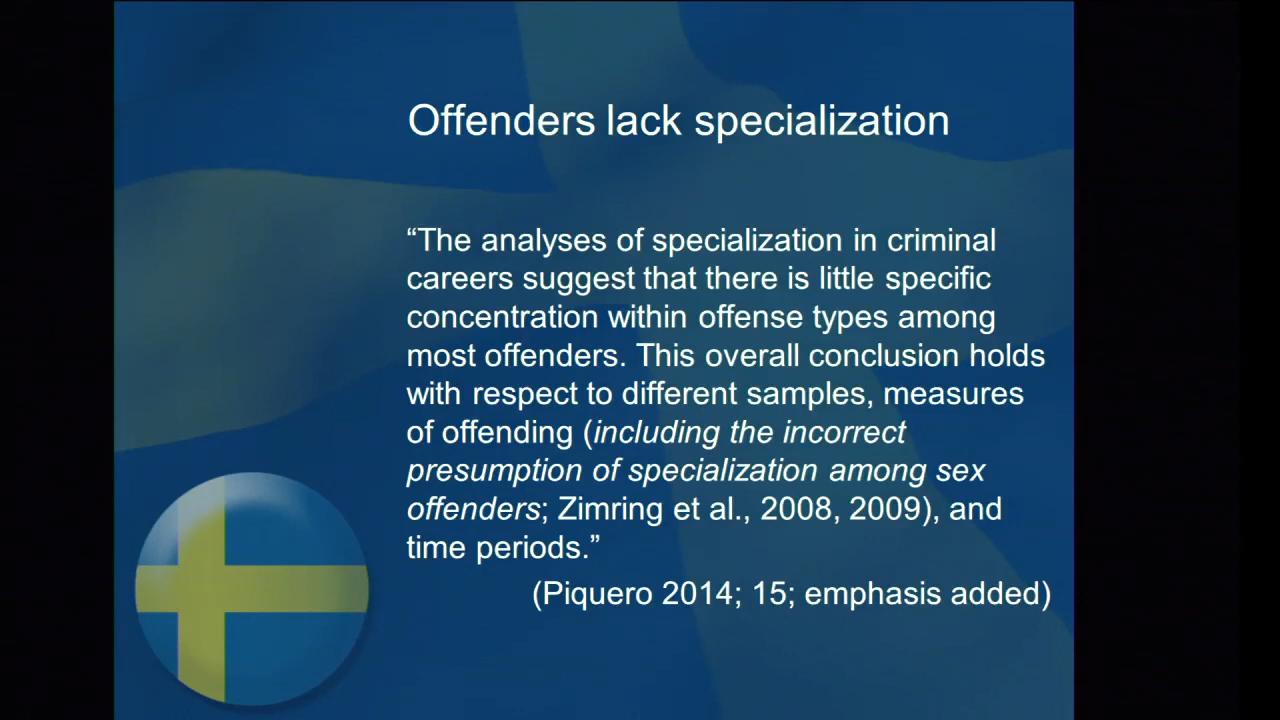 Offenders lack specialization
“The analyses of specialization in criminal
careers suggest that there is little specific
concentration within offense types among
most offenders. This overall conclusion holds
with respect to different samples, measures
of offending (including the incorrect
presumption of specialization among sex
offenders; Zimring et al., 2008, 2009), and
time periods.”
(Piquero 2014; 15; emphasis added)